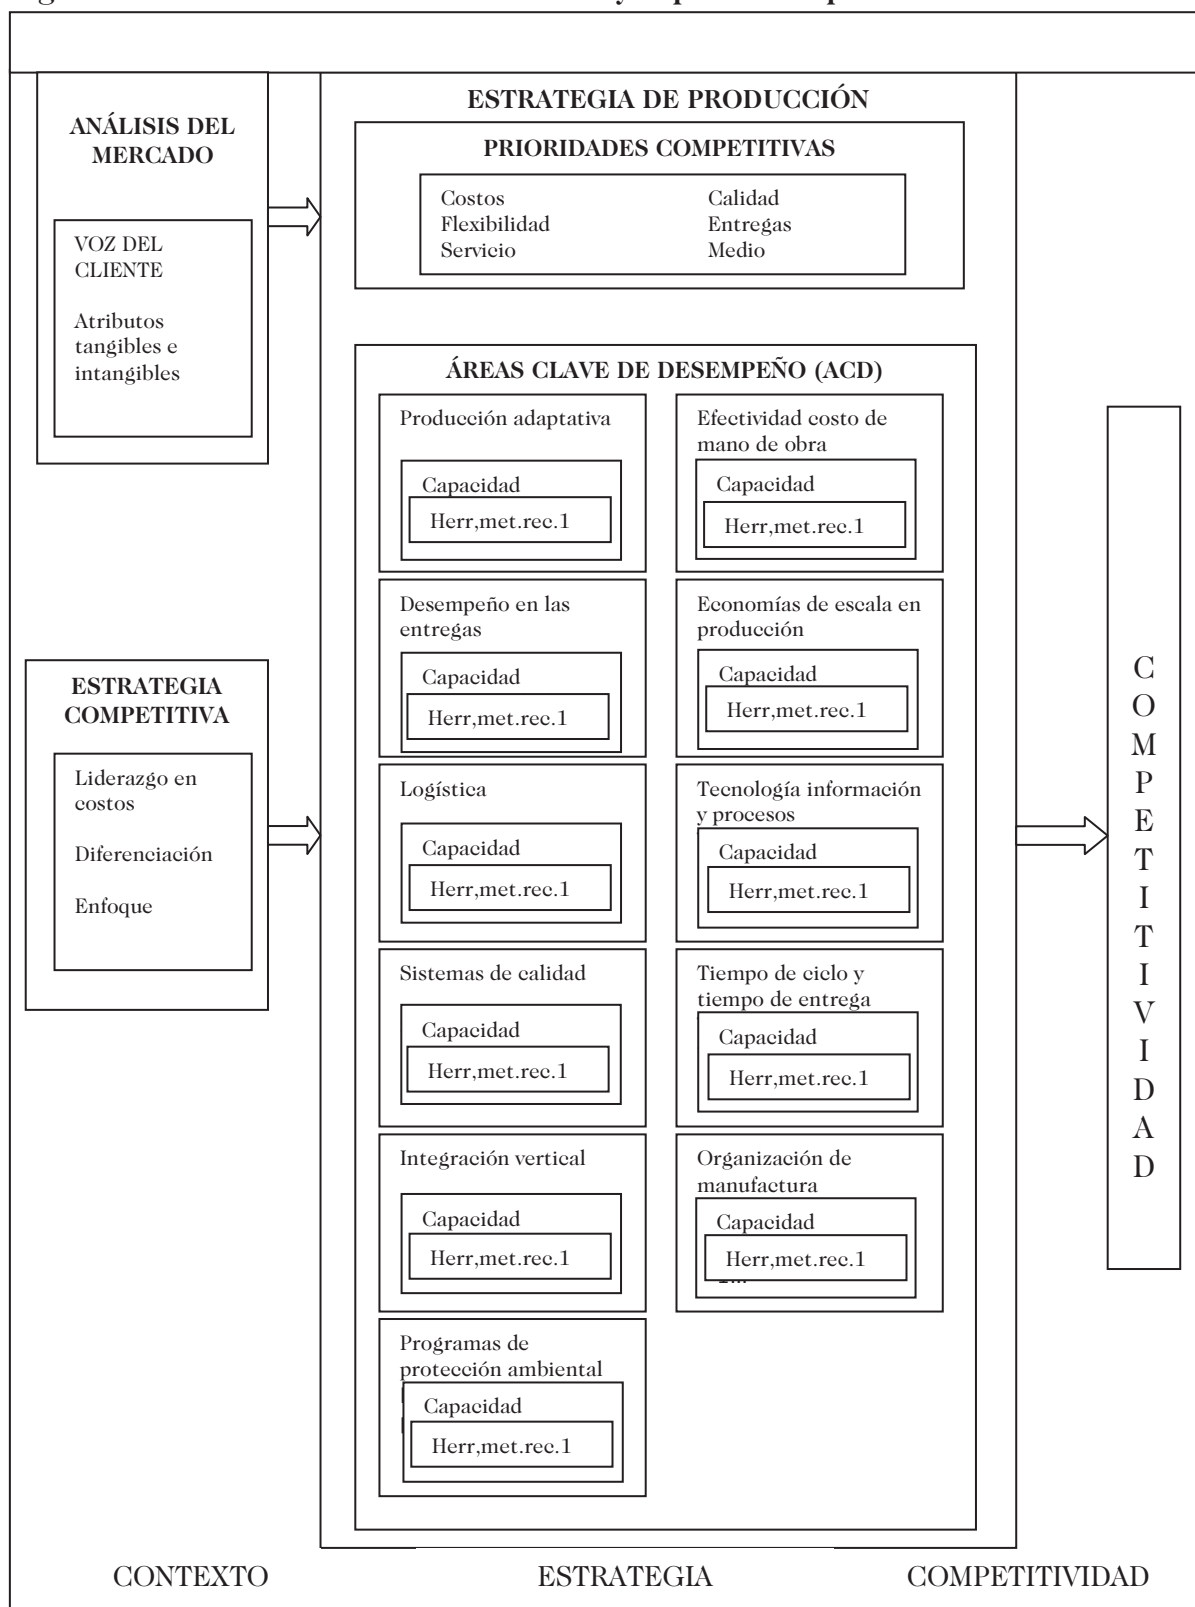 ANÁLISIS DEL
MERCADO
VOZ DEL
CLIENTE
Atributos
tangibles e
intangibles
ESTRATEGIA
COMPETITIVA
Liderazgo en
costos
Diferenciación
Enfoque
ESTRATEGIA DE PRODUCCIÓN
PRIORIDADES COMPETITIVAS
Costos Calidad
Flexibilidad Entregas
Servicio Medio
ÁREAS CLAVE DE DESEMPEÑO (ACD)
Producción adaptativa
Capacidad
Herr,met.rec.1
Efectividad costo de
mano de obra
Capacidad
Herr,met.rec.1
Desempeño en las
entregas
Capacidad
Herr,met.rec.1
Economías de escala en
producción
Capacidad
Herr,met.rec.1
Logística
Capacidad
Herr,met.rec.1
Tecnología información
y procesos
Capacidad
Herr,met.rec.1
Sistemas de calidad
Capacidad
Herr,met.rec.1
Tiempo de ciclo y
tiempo de entrega
Capacidad
Herr,met.rec.1
Integración vertical
Capacidad
Herr,met.rec.1
Organización de
manufactura
Capacidad
Herr,met.rec.1
Programas de
protección ambiental
Capacidad
Herr,met.rec.1
COMPETITIVIDAD
CONTEXTO ESTRATEGIA COMPETITIVIDAD